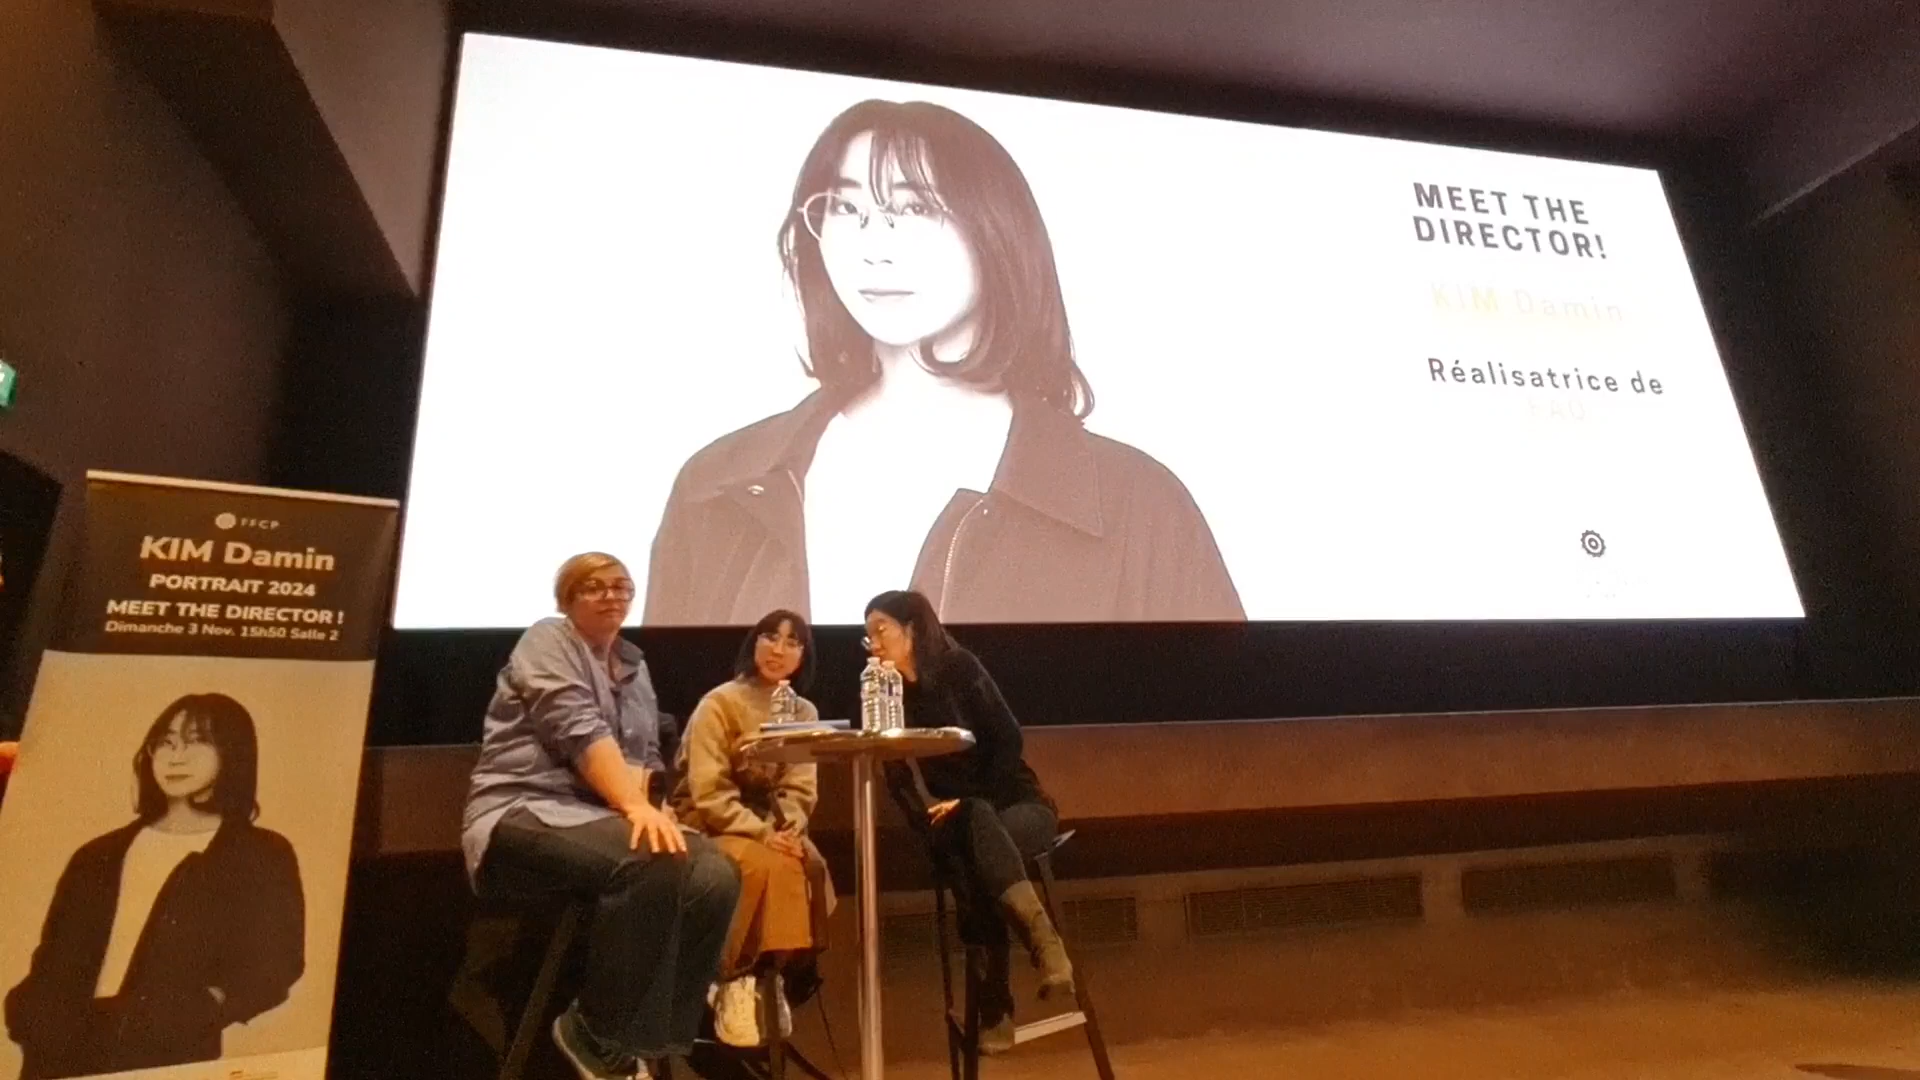 MEET THE
DIRECTOR!
KIM Damin
Réalisatrice de
FFCP
KIM Damin
PORTRAIT 2024
MEET THE DIRECTOR !
Dimanche 3 Nov. 15h50 Salle 2